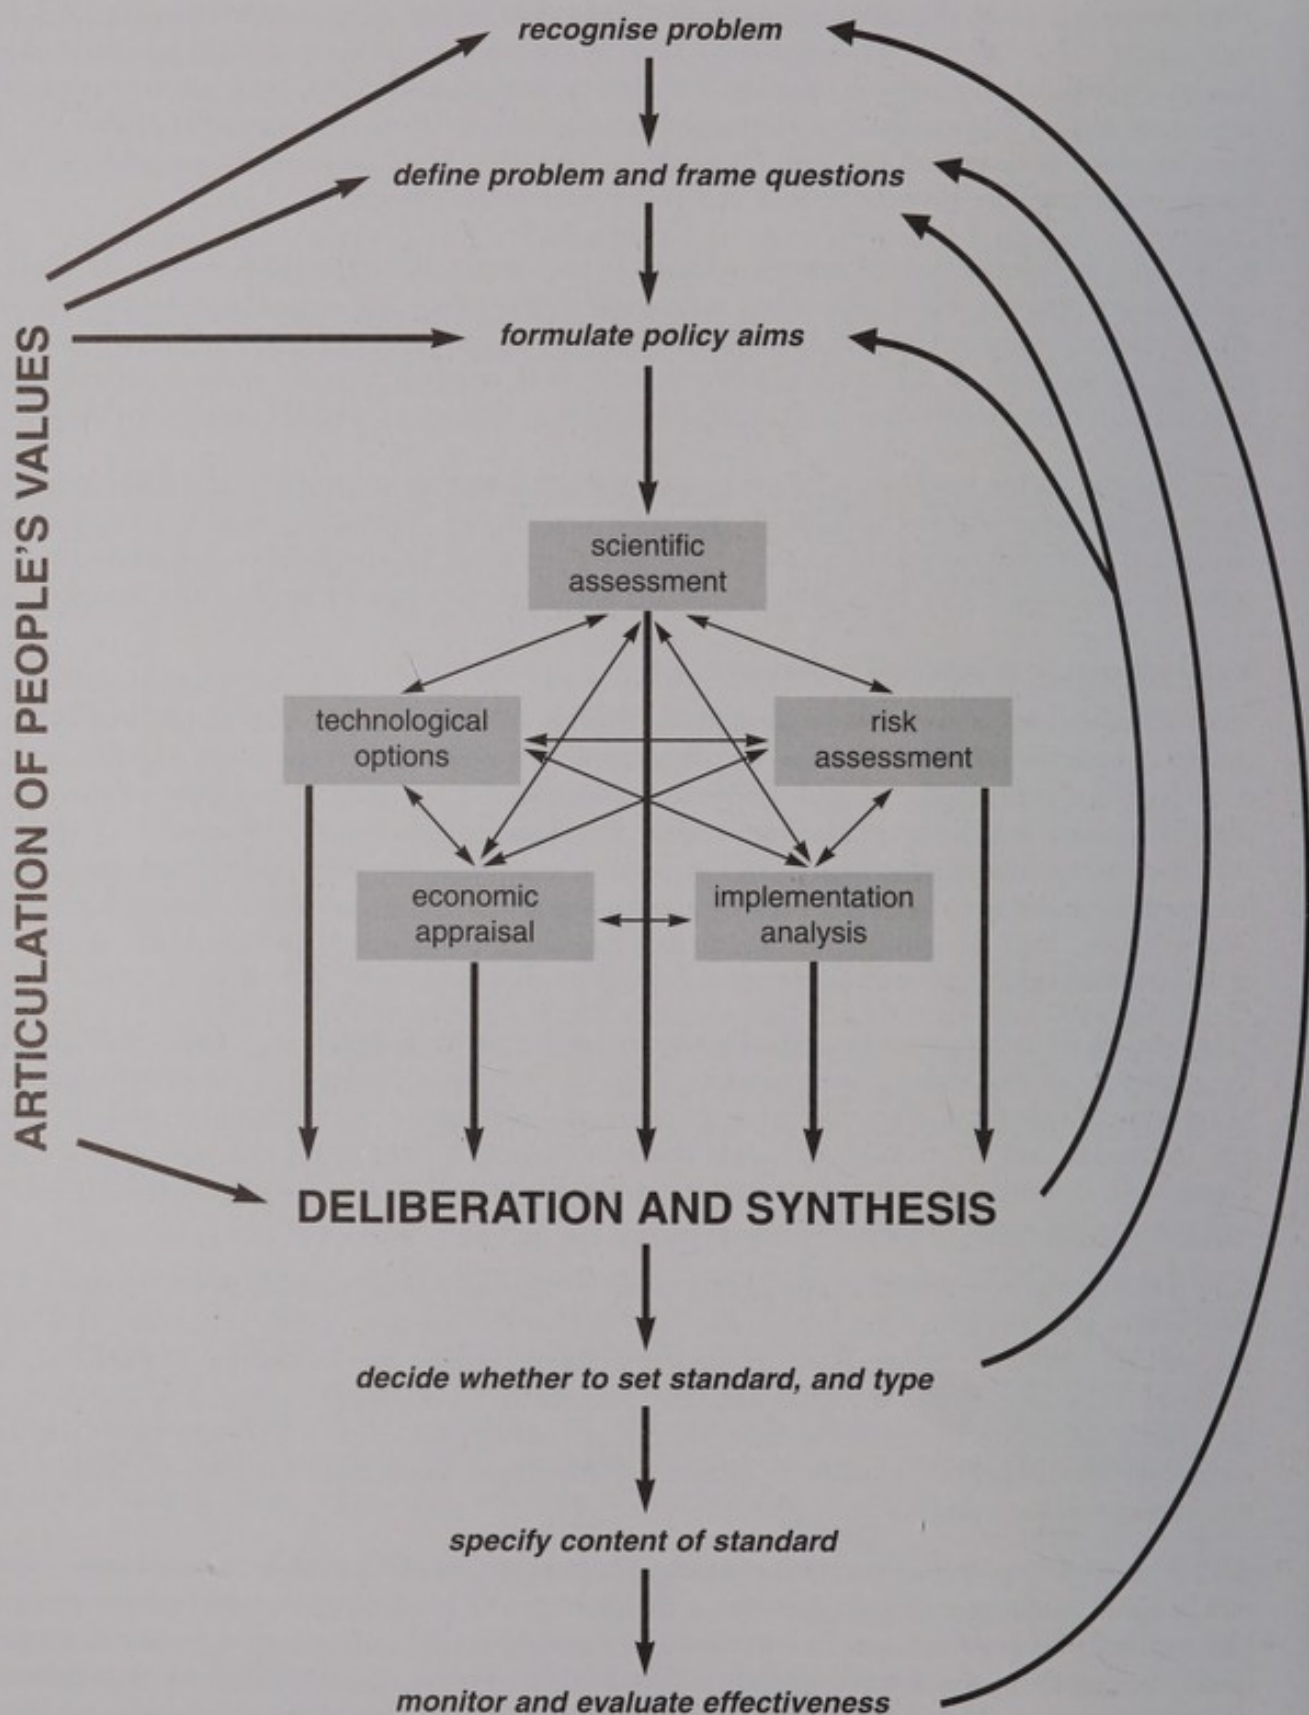 recognise problem
define problem and frame questions
formulate policy aims
ARTICULATION OF PEOPLE'S VALUES
scientific
assessment
technological
options
risk
assessment
economic
appraisal
implementation
analysis
DELIBERATION AND SYNTHESIS
decide whether to set standard, and type
specify content of standard
monitor and evaluate effectiveness